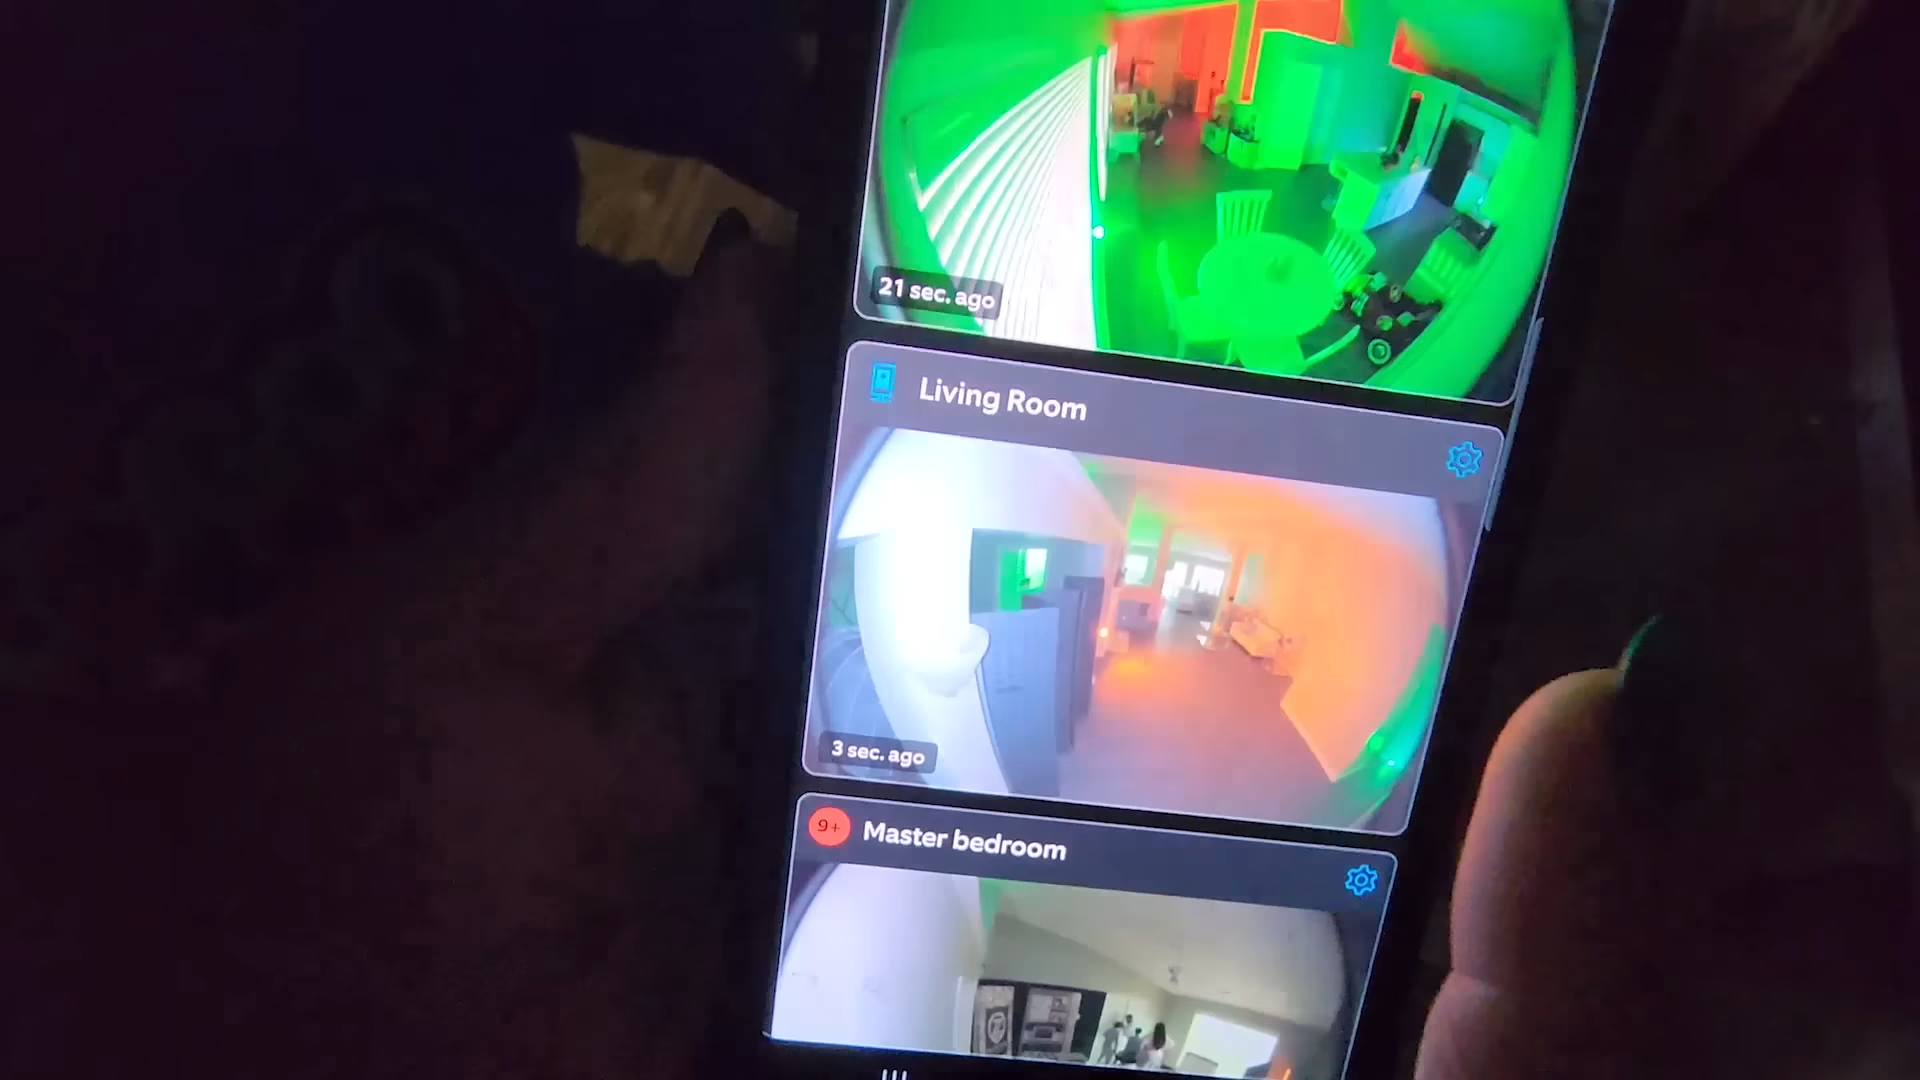 21 sec. ago
Living Room
3 sec. ago
9+
Master bedroom